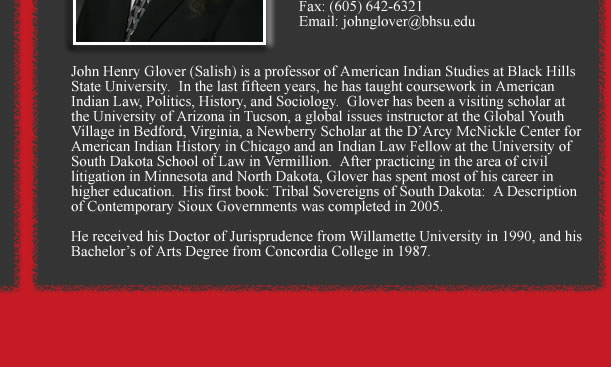 Fax: (605) 642-6321
Email: johnglover@bhsu.edu
John Henry Glover (Salish) is a professor of American Indian Studies at Black Hills
State University.  In the last fifteen years, he has taught coursework in American
Indian Law, Politics, History, and Sociology.  Glover has been a visiting scholar at
the University of Arizona in Tucson, a global issues instructor at the Global Youth
Village in Bedford, Virginia, a Newberry Scholar at the D’Arcy McNickle Center for
American Indian History in Chicago and an Indian Law Fellow at the University of
South Dakota School of Law in Vermillion.  After practicing in the area of civil
litigation in Minnesota and North Dakota, Glover has spent most of his career in
higher education.  His first book: Tribal Sovereigns of South Dakota:  A Description
of Contemporary Sioux Governments was completed in 2005.
He received his Doctor of Jurisprudence from Willamette University in 1990, and his
Bachelor’s of Arts Degree from Concordia College in 1987.